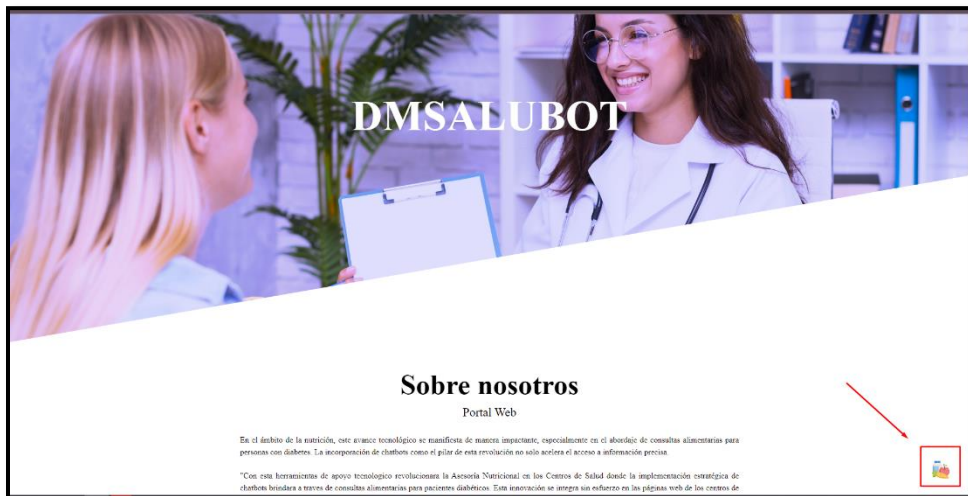 DMSALUBOT
Sobre nosotros
Portal Web
En el ámbito de la nutrición, este avance tecnológico se manifiesta de manera impactante, especialmente en el abordaje de consultas alimentarias para
personas con diabetes. La incorporación de chatbots como el pilar de esta revolución no solo acelera el acceso a información precisa.
"Con esta herramientas de apoyo tecnologico revolucionara la Asesoría Nutricional en los Centros de Salud donde la implementación estratégica de
chatbots brindara a traves de consultas alimentarias para pacientes diabéticos. Esta innovación se integra sin esfuerzo en las páginas web de los centros de